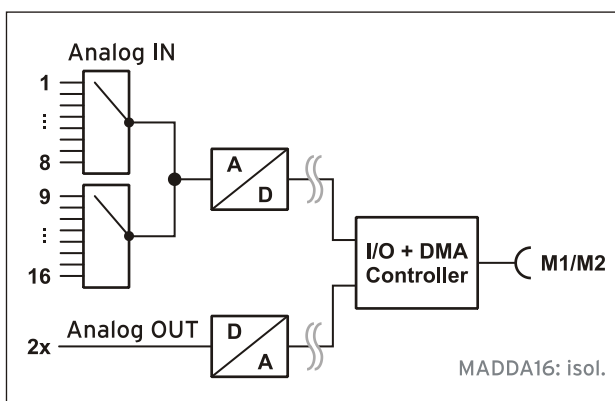 Analog IN
1
⋮
8
9
⋮
16
A
D
I/O + DMA
Controller
M1/M2
2x
Analog OUT
D
A
MADDA16: isol.